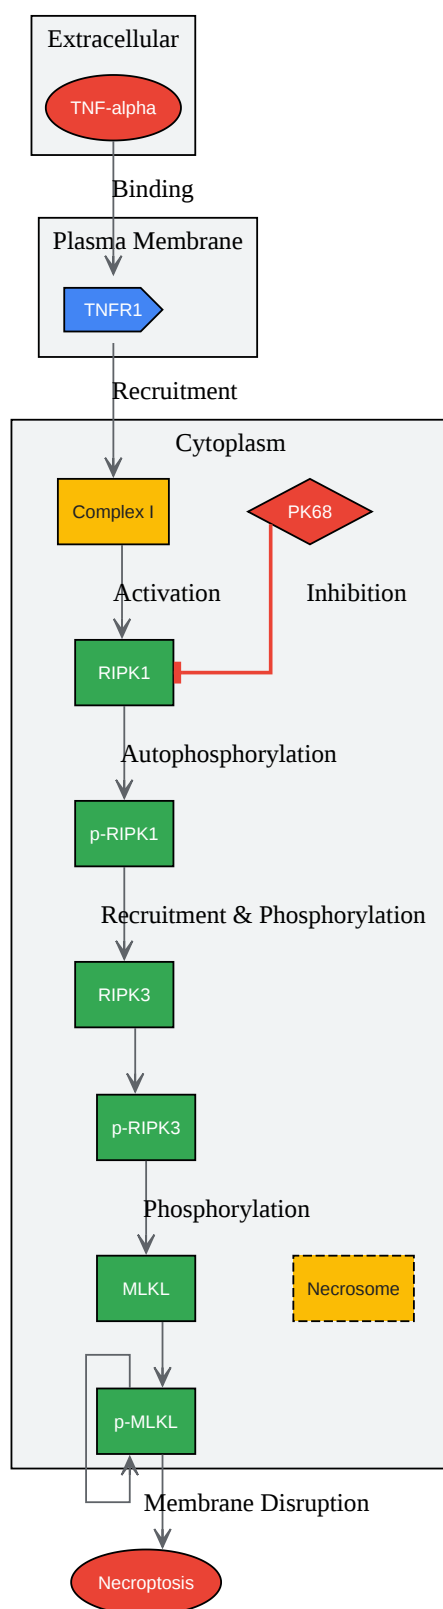 Extracellular
TNF-alpha
Binding
Plasma Membrane
TNFR1
Recruitment
Cytoplasm
Complex I
PK68
Activation
Inhibition
RIPK1
Autophosphorylation
p-RIPK1
Recruitment & Phosphorylation
RIPK3
p-RIPK3
Phosphorylation
MLKL
Necrosome
p-MLKL
Membrane Disruption
Necroptosis